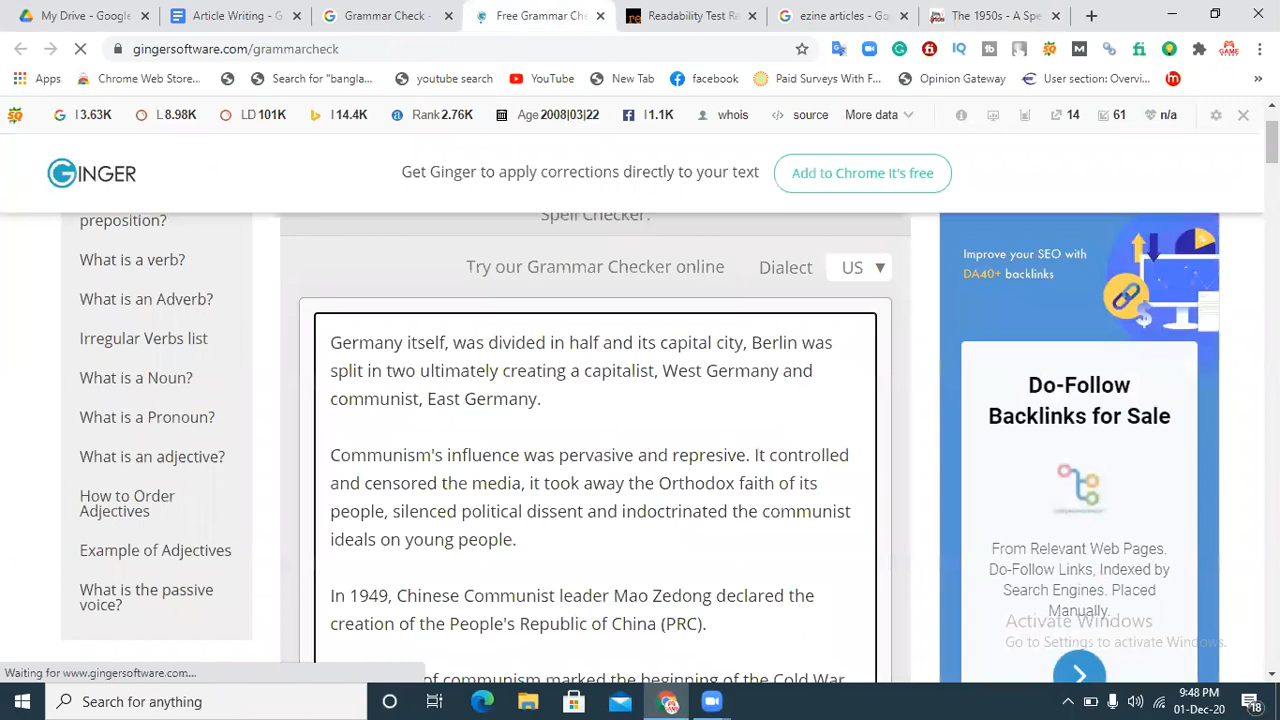 My Drive - Google
Article Writing - G
Grammar Check -
Free Grammar Che
Readability Test Re
ezine articles - Go
The 1950s - A Spe
gingersoftware.com/grammarcheck
Apps
Chrome Web Store...
Search for "bangla...
youtube search
YouTube
New Tab
facebook
Paid Surveys With F...
Opinion Gateway
User section: Overvi...
»
I 3.63K
L 8.98K
LD 101K
I 14.4K
Rank 2.76K
Age 2008|03|22
I 1.1K
whois
source
More data
14
61
n/a
GINGER
Get Ginger to apply corrections directly to your text
Add to Chrome It's free
preposition?
What is a verb?
What is an Adverb?
Irregular Verbs list
What is a Noun?
What is a Pronoun?
What is an adjective?
How to Order
Adjectives
Example of Adjectives
What is the passive
voice?
Spell Checker.
Try our Grammar Checker online
Dialect
US
Germany itself, was divided in half and its capital city, Berlin was
split in two ultimately creating a capitalist, West Germany and
communist, East Germany.
Communism's influence was pervasive and represive. It controlled
and censored the media, it took away the Orthodox faith of its
people, silenced political dissent and indoctrinated the communist
ideals on young people.
In 1949, Chinese Communist leader Mao Zedong declared the
creation of the People's Republic of China (PRC).
of communism marked the beginning of the Cold War
Improve your SEO with
DA40+ backlinks
Do-Follow
Backlinks for Sale
From Relevant Web Pages.
Do-Follow Links, Indexed by
Search Engines. Placed
Manually.
Activate Windows
Go to Settings to activate Windows.
Waiting for www.gingersoftware.com...
Search for anything
9:48 PM
01-Dec-20
18